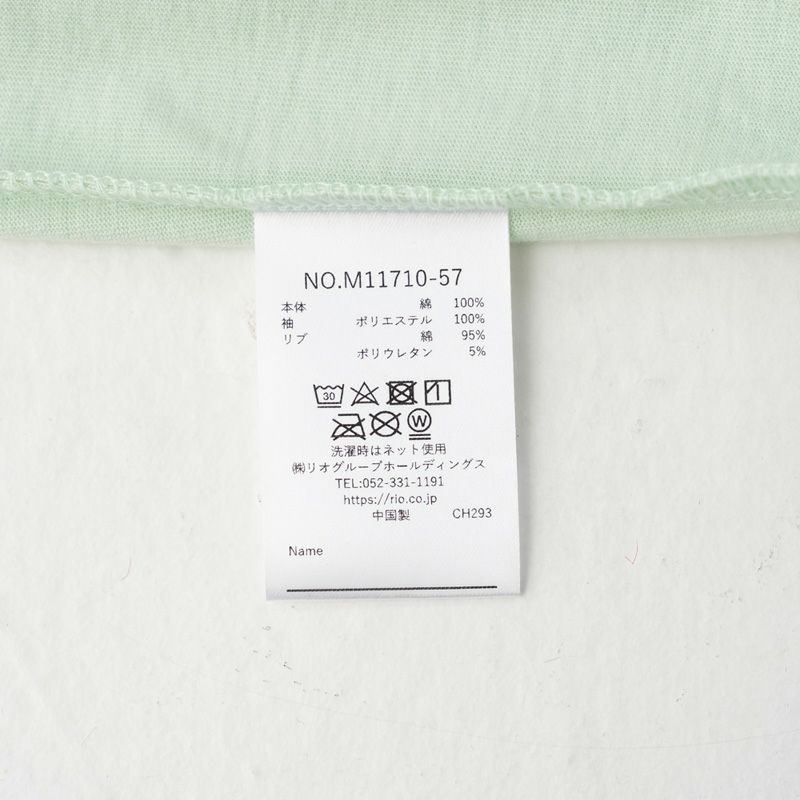 NO.M11710-57
本体 綿 100%
袖 ポリエステル 100%
リブ 綿 95%
ポリウレタン 5%
30
W
洗濯時はネット使用
㈱リオグループホールディングス
TEL:052-331-1191
https://rio.co.jp
中国製 CH293
Name